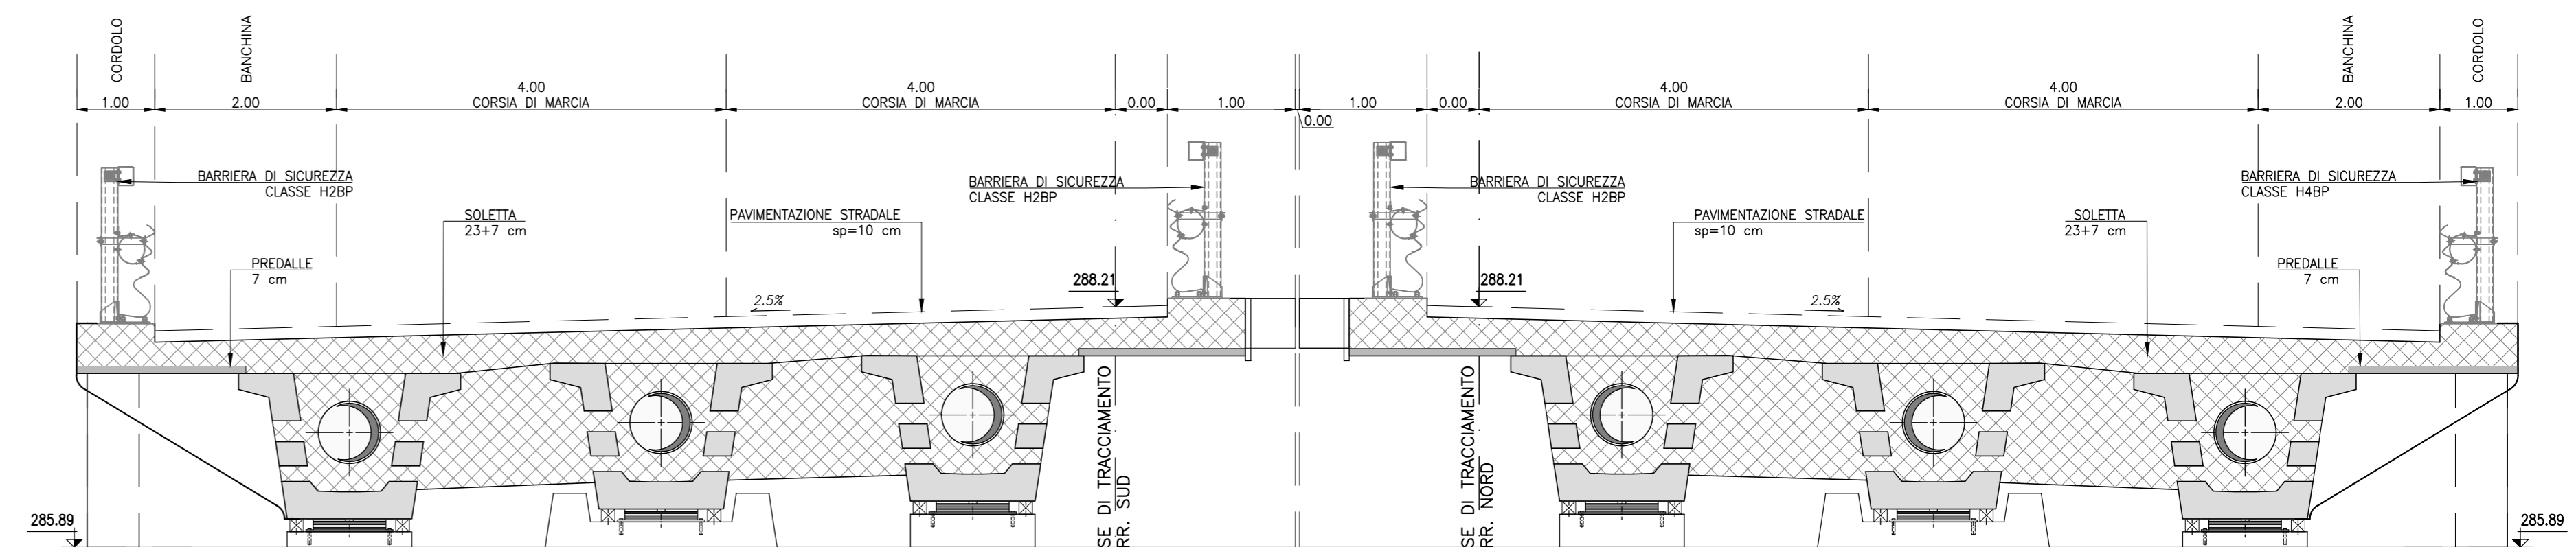 CORDOLO
BANCHINA
BANCHINA
CORDOLO
1.00
2.00
4.00
CORSIA DI MARCIA
4.00
CORSIA DI MARCIA
0.00
1.00
0.00
1.00
0.00
4.00
CORSIA DI MARCIA
4.00
CORSIA DI MARCIA
2.00
1.00
BARRIERA DI SICUREZZA
CLASSE H2BP
BARRIERA DI SICUREZZA
CLASSE H2BP
BARRIERA DI SICUREZZA
CLASSE H2BP
BARRIERA DI SICUREZZA
CLASSE H4BP
SOLETTA
23+7 cm
PAVIMENTAZIONE STRADALE
sp=10 cm
PAVIMENTAZIONE STRADALE
sp=10 cm
SOLETTA
23+7 cm
PREDALLE
7 cm
288.21
288.21
PREDALLE
7 cm
2.5%
2.5%
SE DI TRACCIAMENTO
RR. SUD
SE DI TRACCIAMENTO
RR. NORD
285.89
285.89